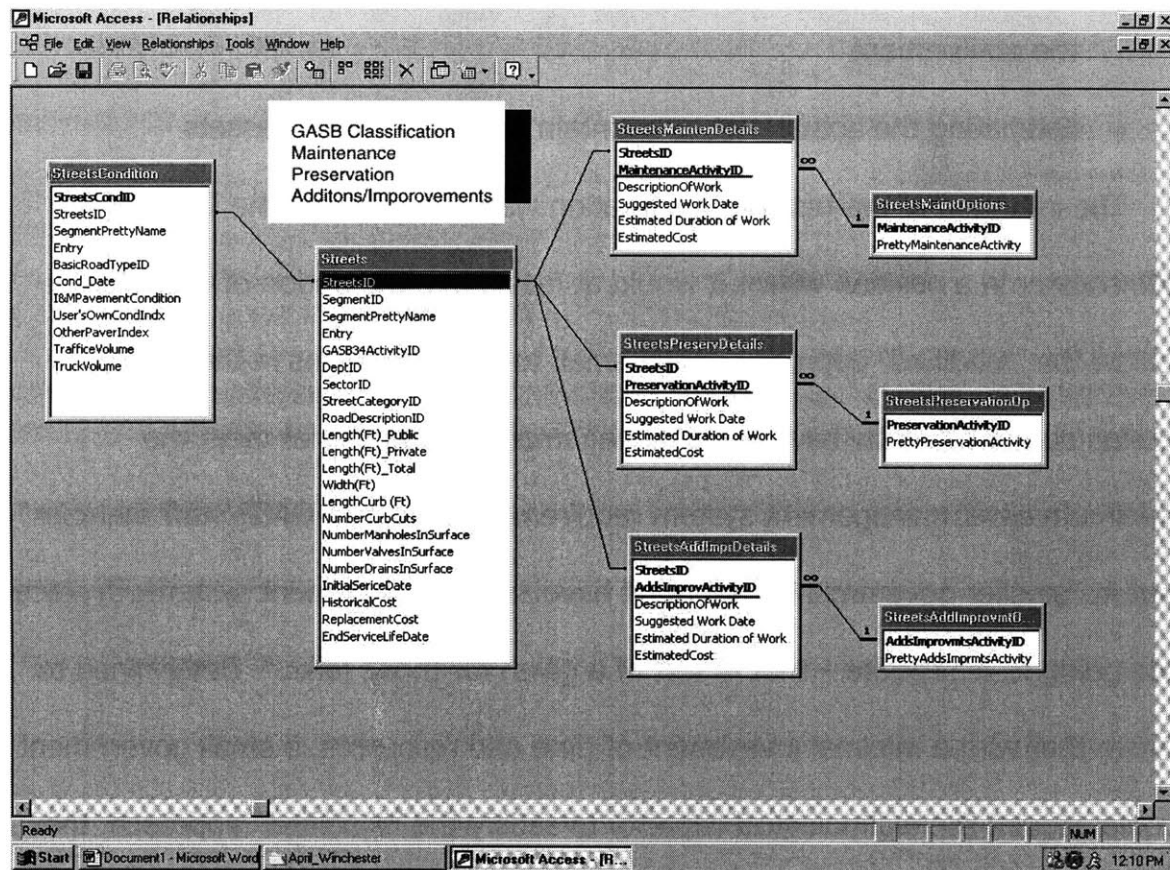 Microsoft Access - [Relationships]
File Edit View Relationships Tools Window Help
GASB Classification
Maintenance
Preservation
Additons/Imporovements
StreetsCondition
StreetsCondID
StreetsID
SegmentPrettyName
Entry
BasicRoadTypeID
Cond_Date
I&MPavementCondition
User'sOwnCondIndx
OtherPaverIndex
TrafficeVolume
TruckVolume
Streets
StreetsID
SegmentID
SegmentPrettyName
Entry
GASB34ActivityID
DeptID
SectorID
StreetCategoryID
RoadDescriptionID
Length(Ft)_Public
Length(Ft)_Private
Length(Ft)_Total
Width(Ft)
LengthCurb (Ft)
NumberCurbCuts
NumberManholesInSurface
NumberValvesInSurface
NumberDrainsInSurface
InitialSericeDate
HistoricalCost
ReplacementCost
EndServiceLifeDate
StreetsMaintenDetails
StreetsID
MaintenanceActivityID
DescriptionOfWork
Suggested Work Date
Estimated Duration of Work
EstimatedCost
∞
1
StreetsMaintOptions
MaintenanceActivityID
PrettyMaintenanceActivity
StreetsPreservDetails
StreetsID
PreservationActivityID
DescriptionOfWork
Suggested Work Date
Estimated Duration of Work
EstimatedCost
∞
1
StreetsPreservationOp
PreservationActivityID
PrettyPreservationActivity
StreetsAddImprDetails
StreetsID
AddsImprovActivityID
DescriptionOfWork
Suggested Work Date
Estimated Duration of Work
EstimatedCost
∞
1
StreetsAddImprovmtO...
AddsImprovmtsActivityID
PrettyAddsImprmtsActivity
Ready
NUM
Start
Document1 - Microsoft Word
April_Winchester
Microsoft Access - [R...
12:10 PM